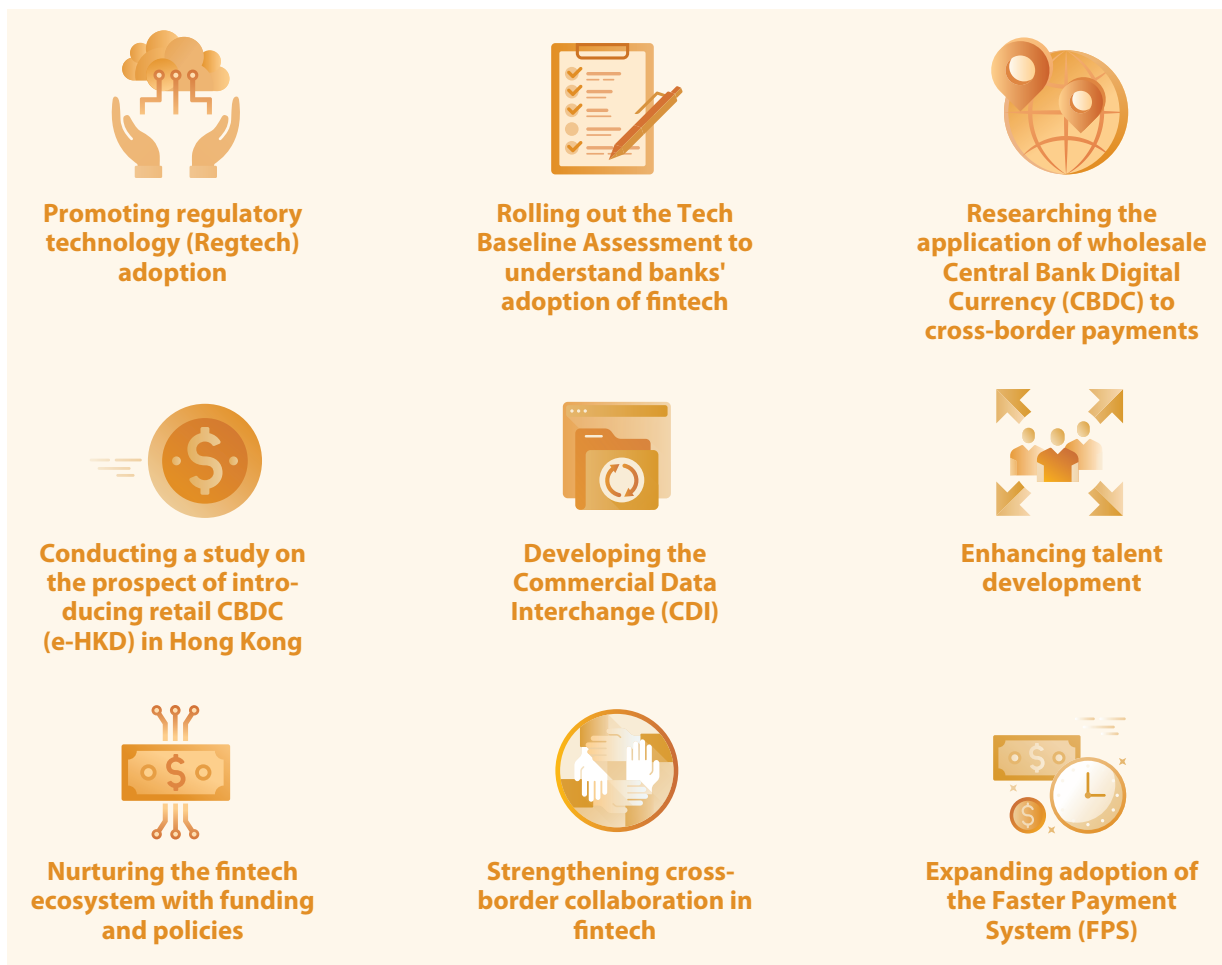 Promoting regulatory
technology (Regtech)
adoption
Rolling out the Tech
Baseline Assessment to
understand banks'
adoption of fintech
Researching the
application of wholesale
Central Bank Digital
Currency (CBDC) to
cross-border payments
Conducting a study on
the prospect of intro-
ducing retail CBDC
(e-HKD) in Hong Kong
Developing the
Commercial Data
Interchange (CDI)
Enhancing talent
development
Nurturing the fintech
ecosystem with funding
and policies
Strengthening cross-
border collaboration in
fintech
Expanding adoption of
the Faster Payment
System (FPS)